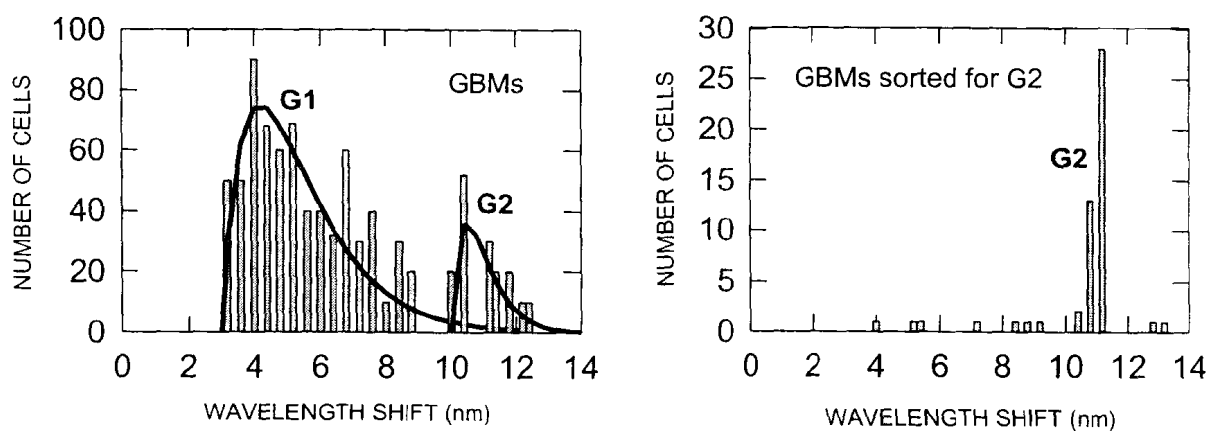 100
80
60
40
20
0
NUMBER OF CELLS
GBMs
G1
G2
0 2 4 6 8 10 12 14
WAVELENGTH SHIFT (nm)
30
25
20
15
10
5
0
NUMBER OF CELLS
GBMs sorted for G2
G2
0 2 4 6 8 10 12 14
WAVELENGTH SHIFT (nm)